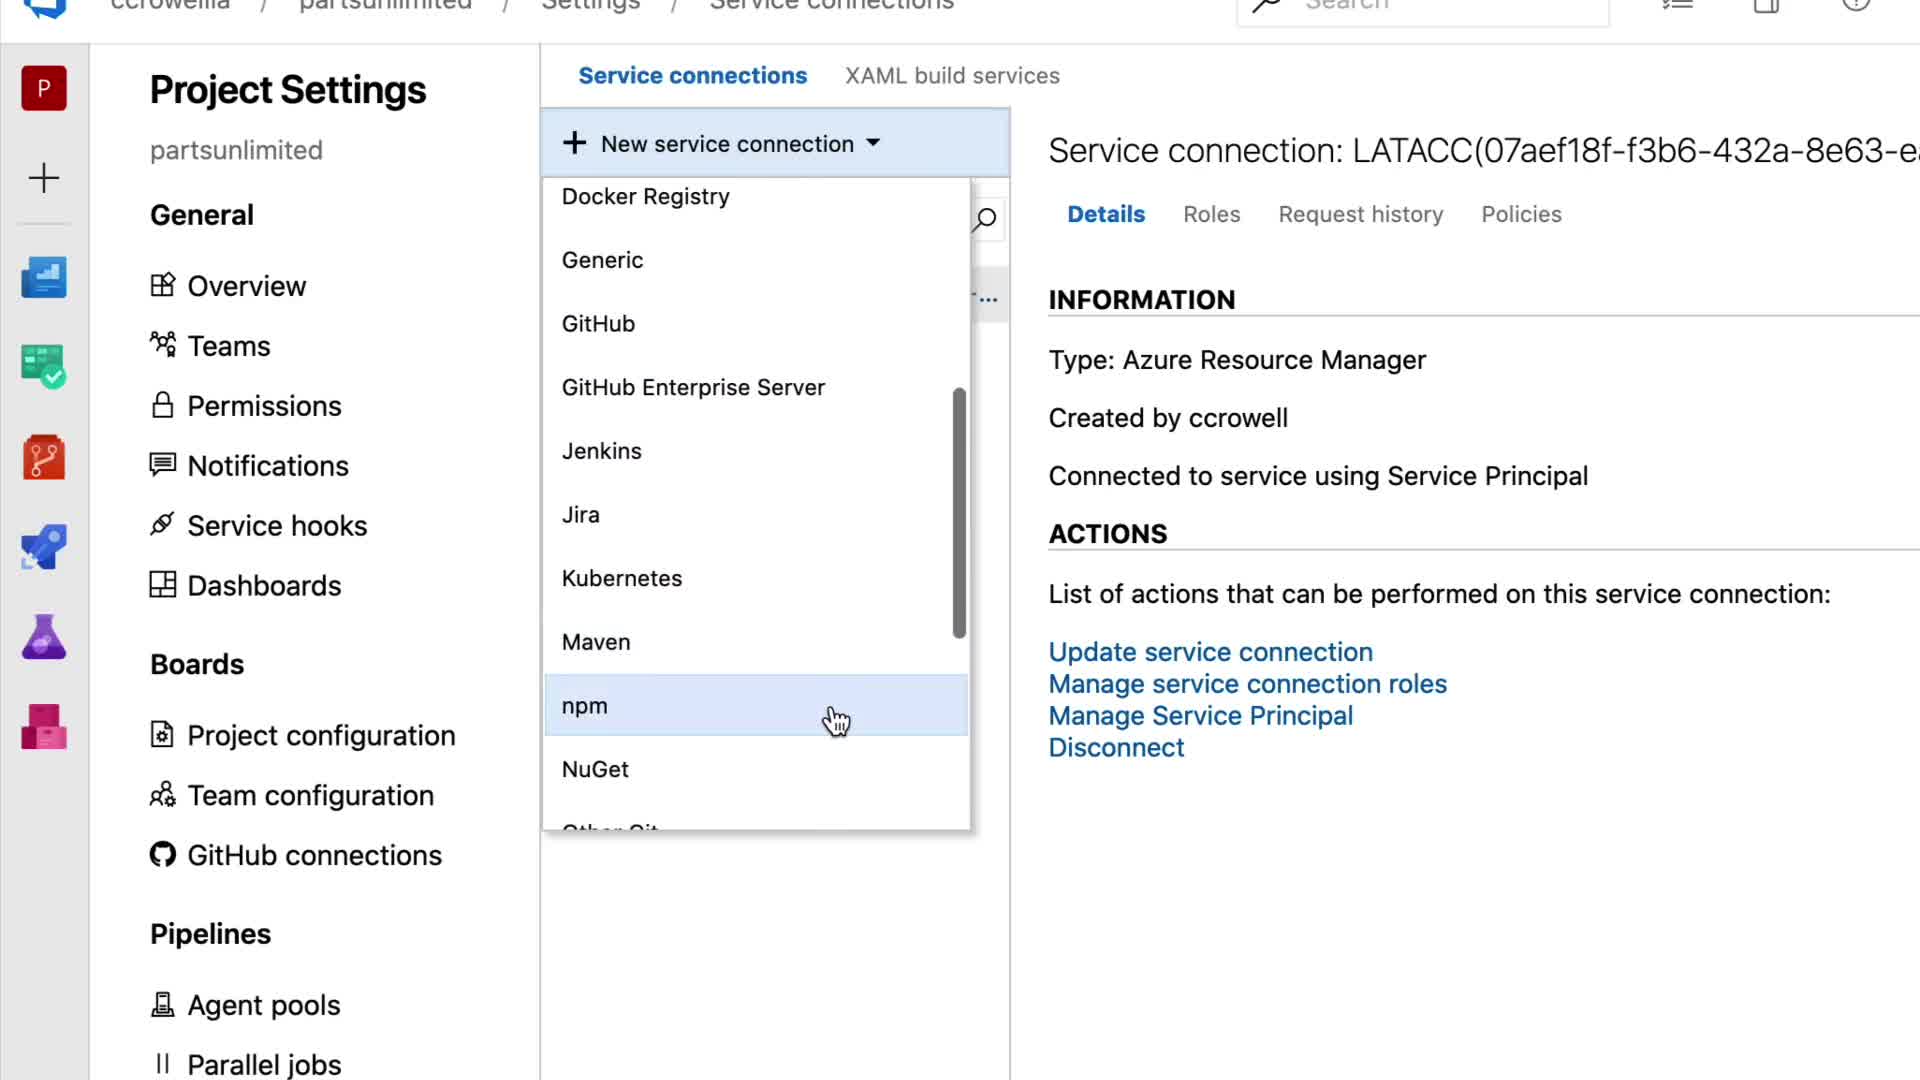 ccrowellla / partsunlimited / Settings / Service connections
Search
P
Project Settings
partsunlimited
General
Overview
Teams
Permissions
Notifications
Service hooks
Dashboards
Boards
Project configuration
Team configuration
GitHub connections
Pipelines
Agent pools
Parallel jobs
Service connections
XAML build services
New service connection
Docker Registry
Generic
GitHub
GitHub Enterprise Server
Jenkins
Jira
Kubernetes
Maven
npm
NuGet
Other Git
Service connection: LATACC(07aef18f-f3b6-432a-8e63-ea
Details
Roles
Request history
Policies
INFORMATION
Type: Azure Resource Manager
Created by ccrowell
Connected to service using Service Principal
ACTIONS
List of actions that can be performed on this service connection:
Update service connection
Manage service connection roles
Manage Service Principal
Disconnect